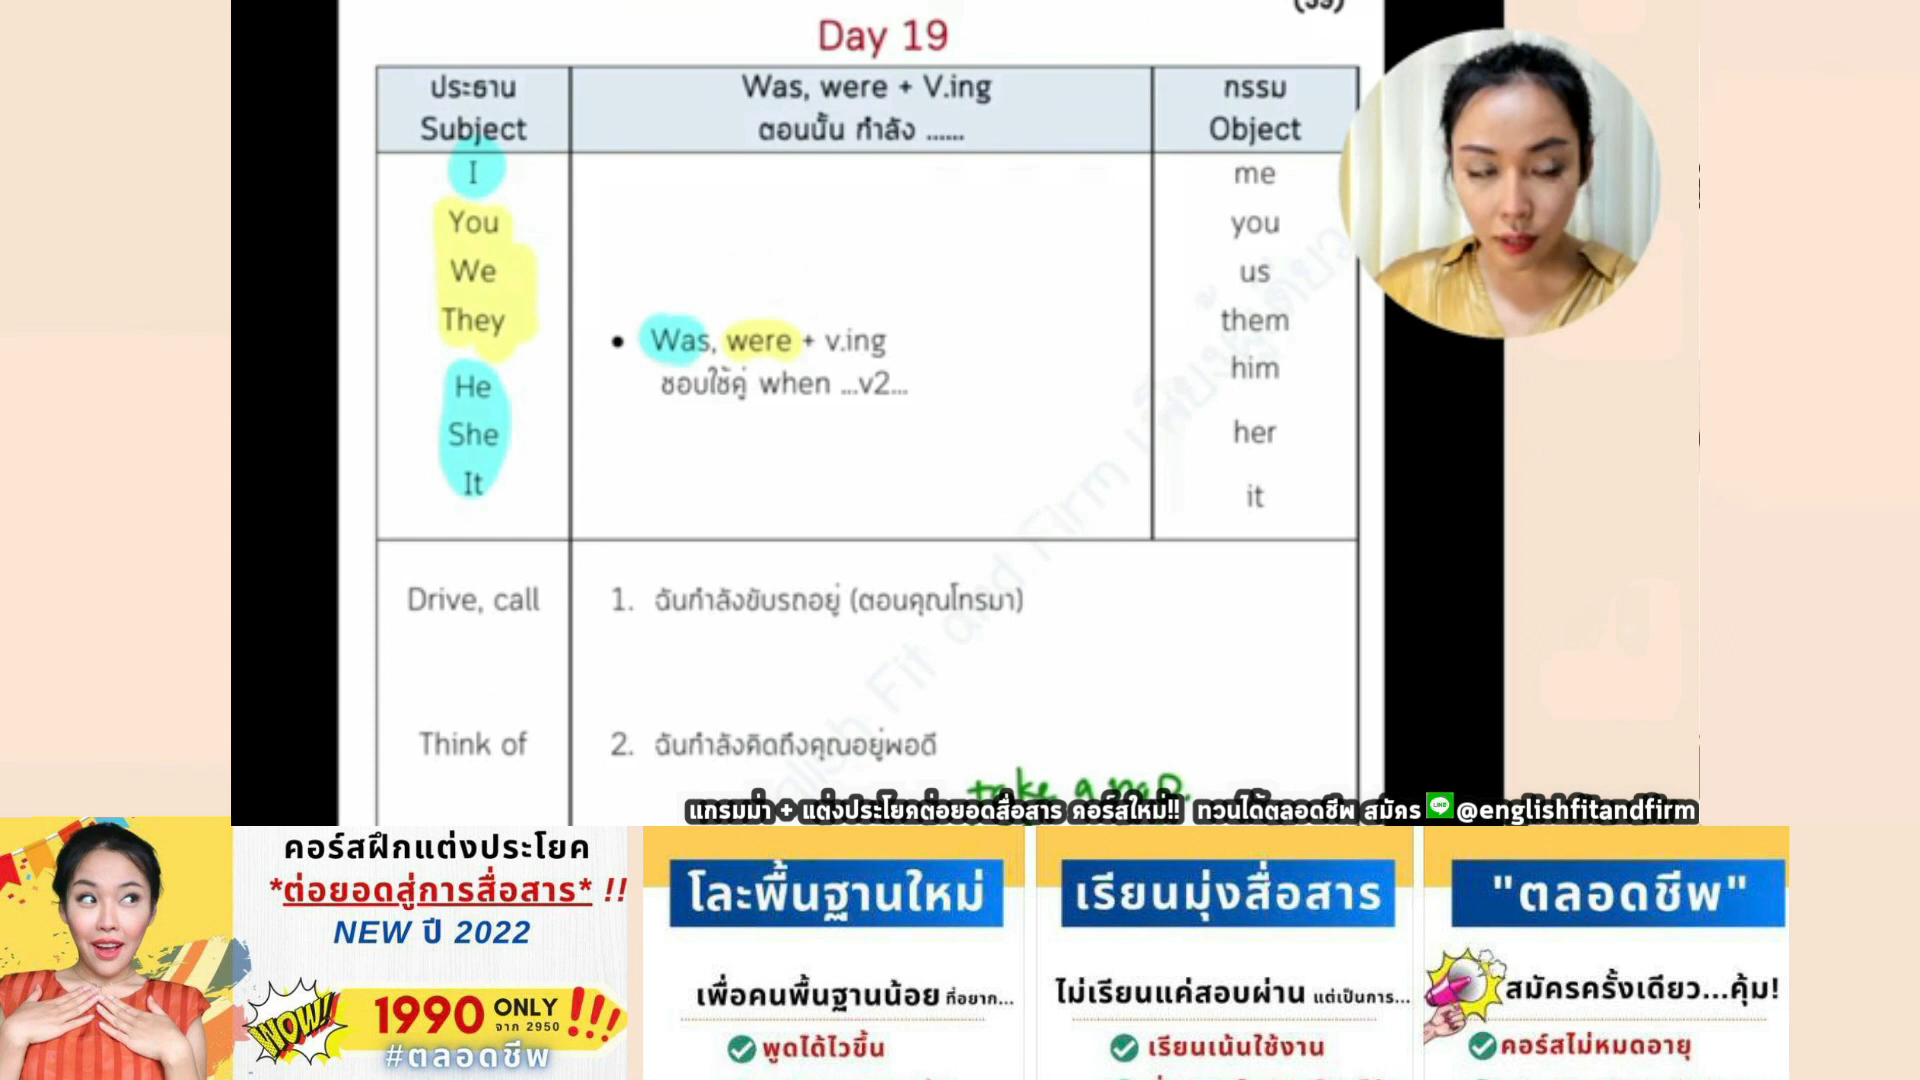 Day 19
ประธาน
Subject
Was, were + V.ing
ตอนนั้น กำลัง ......
กรรม
Object
I
You
We
They
He
She
It
• Was, were + v.ing
ชอบใช้คู่ when ...v2...
me
you
us
them
him
her
it
Drive, call
1. ฉันกำลังขับรถอยู่ (ตอนคุณโทรมา)
Think of
2. ฉันกำลังคิดถึงคุณอยู่พอดี
take a nap.
Fit and Firm
แกรมม่า + แต่งประโยคต่อยอดสื่อสาร คอร์สใหม่!! ทวนได้ตลอดชีพ สมัคร LINE @englishfitandfirm
คอร์สฝึกแต่งประโยค
*ต่อยอดสู่การสื่อสาร* !!
NEW ปี 2022
WOW!!
1990 ONLY !!!
จาก 2950
#ตลอดชีพ
โละพื้นฐานใหม่
เพื่อคนพื้นฐานน้อย ที่อยาก...
พูดได้ไวขึ้น
เรียนมุ่งสื่อสาร
ไม่เรียนแค่สอบผ่าน แต่เป็นการ...
เรียนเน้นใช้งาน
"ตลอดชีพ"
สมัครครั้งเดียว...คุ้ม!
คอร์สไม่หมดอายุ